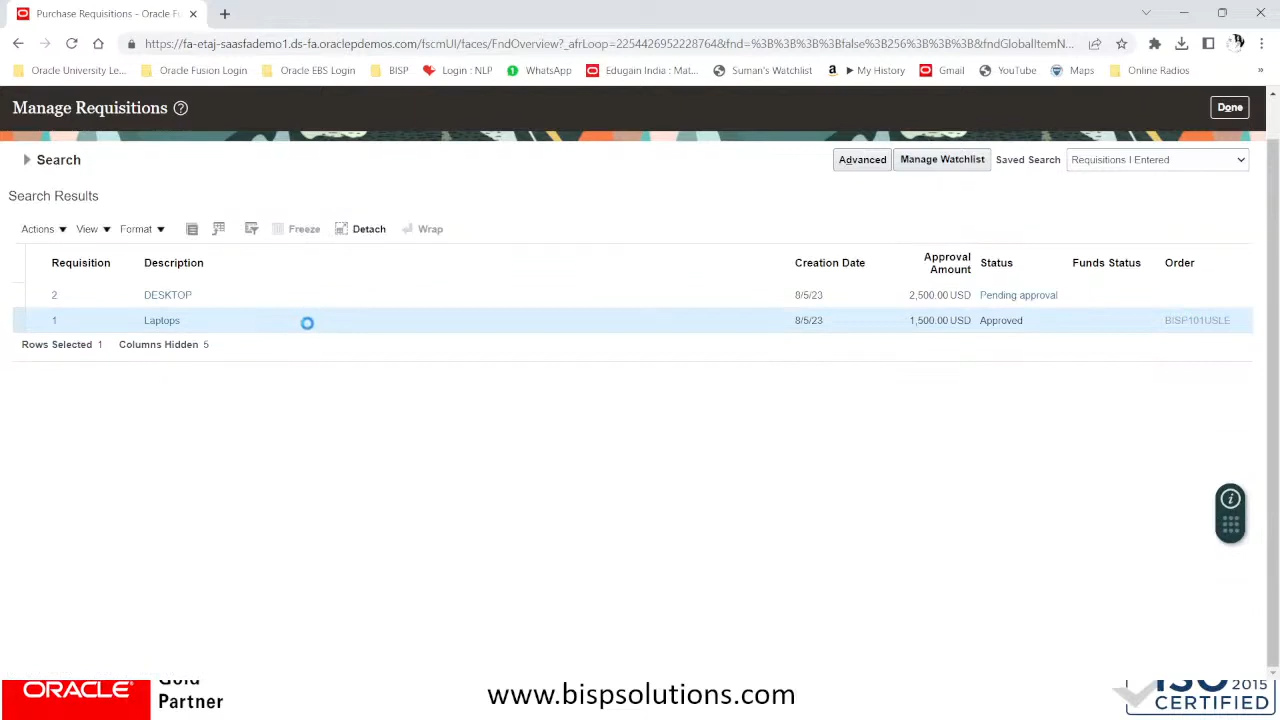 Purchase Requisitions - Oracle Fu
https://fa-etaj-saasfademo1.ds-fa.oraclepdemos.com/fscmUI/faces/FndOverview?_afrLoop=2254426952228764&fnd=%3B%3B%3B%3Bfalse%3B256%3B%3B%3B&fndGlobalItemN...
Oracle University Le... Oracle Fusion Login Oracle EBS Login BISP Login : NLP WhatsApp Edugain India : Mat... Suman's Watchlist ▶ My History Gmail YouTube Maps Online Radios »
Manage Requisitions
Done
Search
Advanced Manage Watchlist Saved Search Requisitions I Entered
Search Results
Actions View Format Freeze Detach Wrap
Requisition Description Creation Date Approval Amount Status Funds Status Order
2 DESKTOP 8/5/23 2,500.00 USD Pending approval
1 Laptops 8/5/23 1,500.00 USD Approved BISP101USLE
Rows Selected 1 Columns Hidden 5
ORACLE Gold
Partner
www.bispsolutions.com
ISO 2015
CERTIFIED